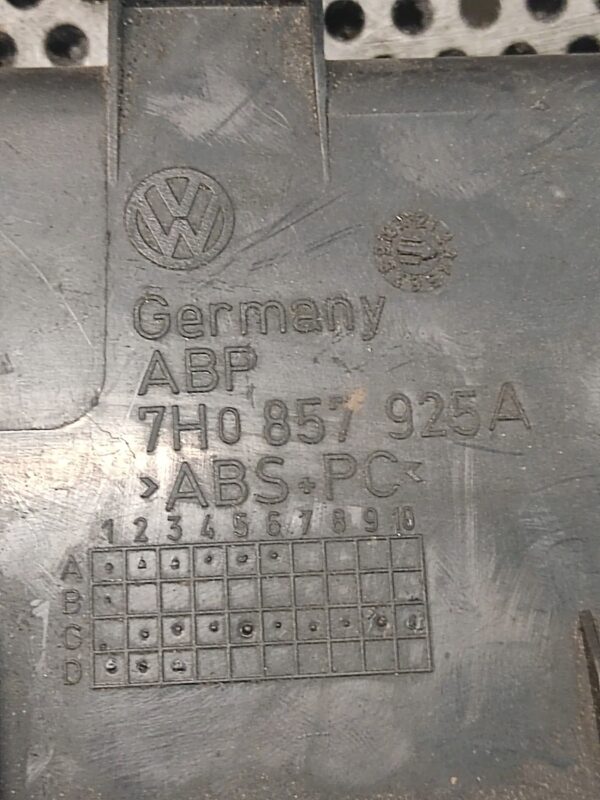 VW
Germany
ABP
7H0 857 925A
>ABS+PC<
1 2 3 4 5 6 7 8 9 10
A
B
C
D